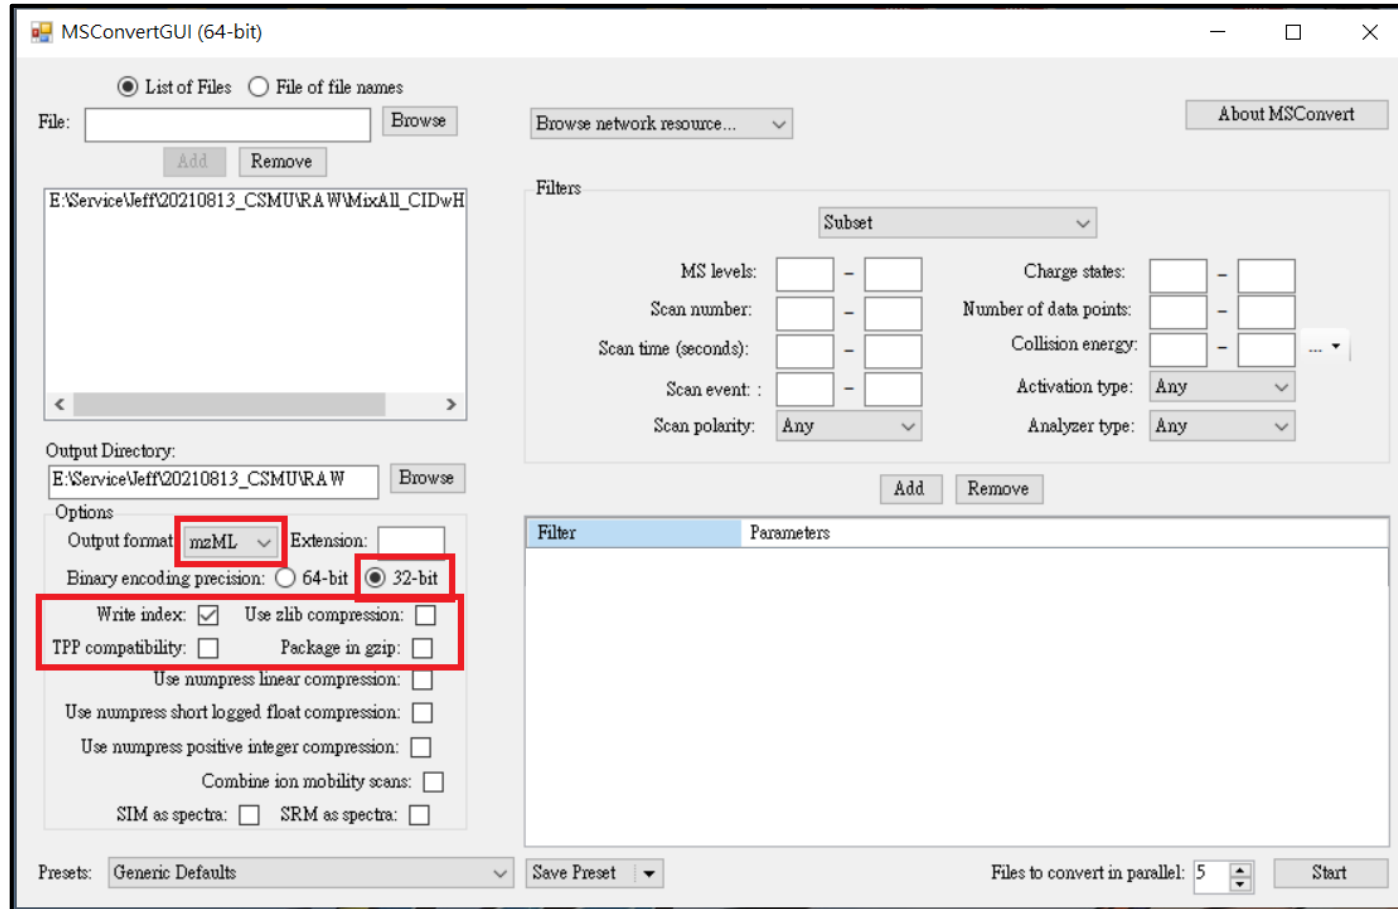 MSConvertGUI (64-bit)
List of Files File of file names
File: Browse
Browse network resource...
About MSConvert
Add Remove
E:\Service\Jeff\20210813_CSMU\RAW\MixAll_CIDwH
Filters
Subset
MS levels: - Charge states: -
Scan number: - Number of data points: -
Scan time (seconds): - Collision energy: - ...
Scan event: : - Activation type: Any
Scan polarity: Any Analyzer type: Any
Output Directory:
E:\Service\Jeff\20210813_CSMU\RAW Browse
Add Remove
Options
Output format mzML Extension:
Binary encoding precision: 64-bit 32-bit
Write index: Use zlib compression:
TPP compatibility: Package in gzip:
Use numpress linear compression:
Use numpress short logged float compression:
Use numpress positive integer compression:
Combine ion mobility scans:
SIM as spectra: SRM as spectra:
Filter Parameters
Presets: Generic Defaults Save Preset
Files to convert in parallel: 5 Start